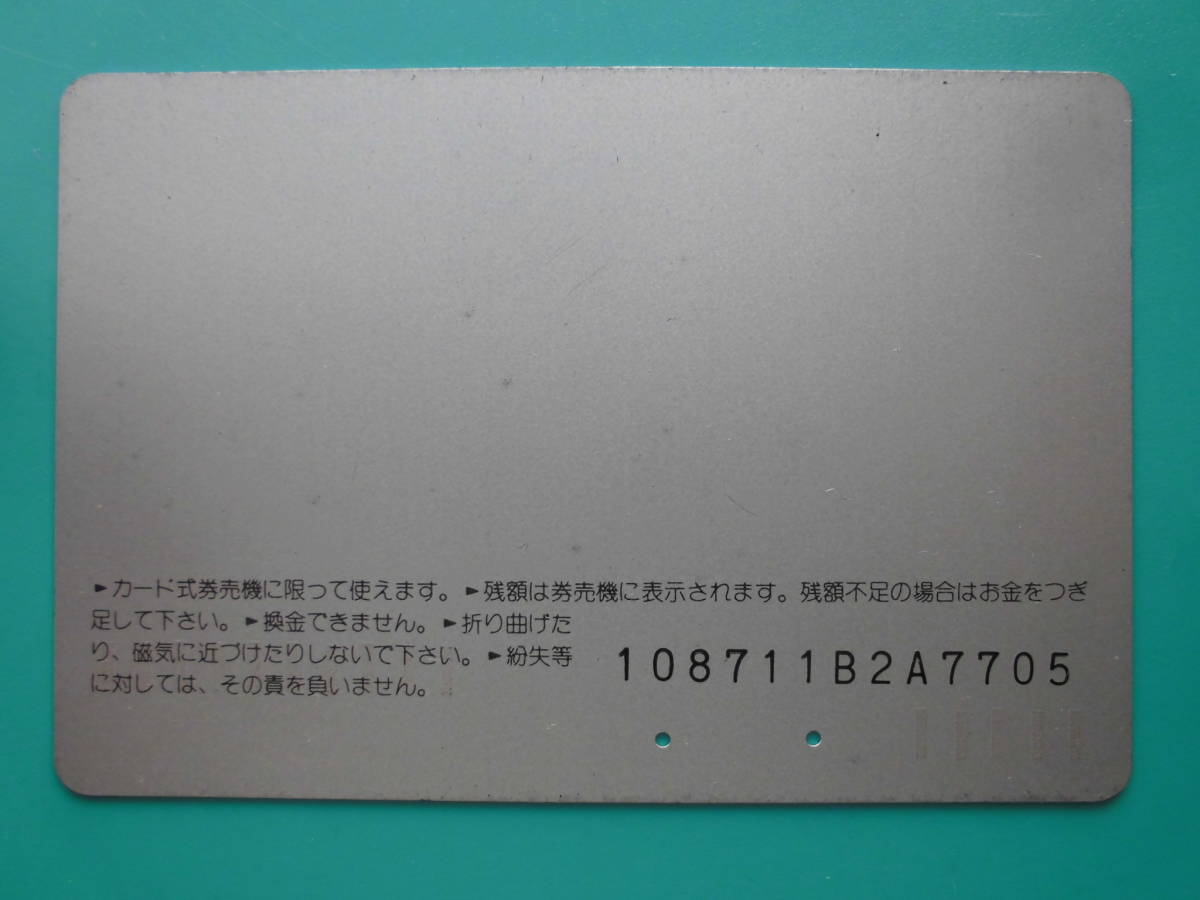 ►カード式券売機に限って使えます。►残額は券売機に表示されます。残額不足の場合はお金をつぎ
足して下さい。►換金できません。►折り曲げた
り、磁気に近づけたりしないで下さい。►紛失等
に対しては、その責を負いません。
108711B2A7705